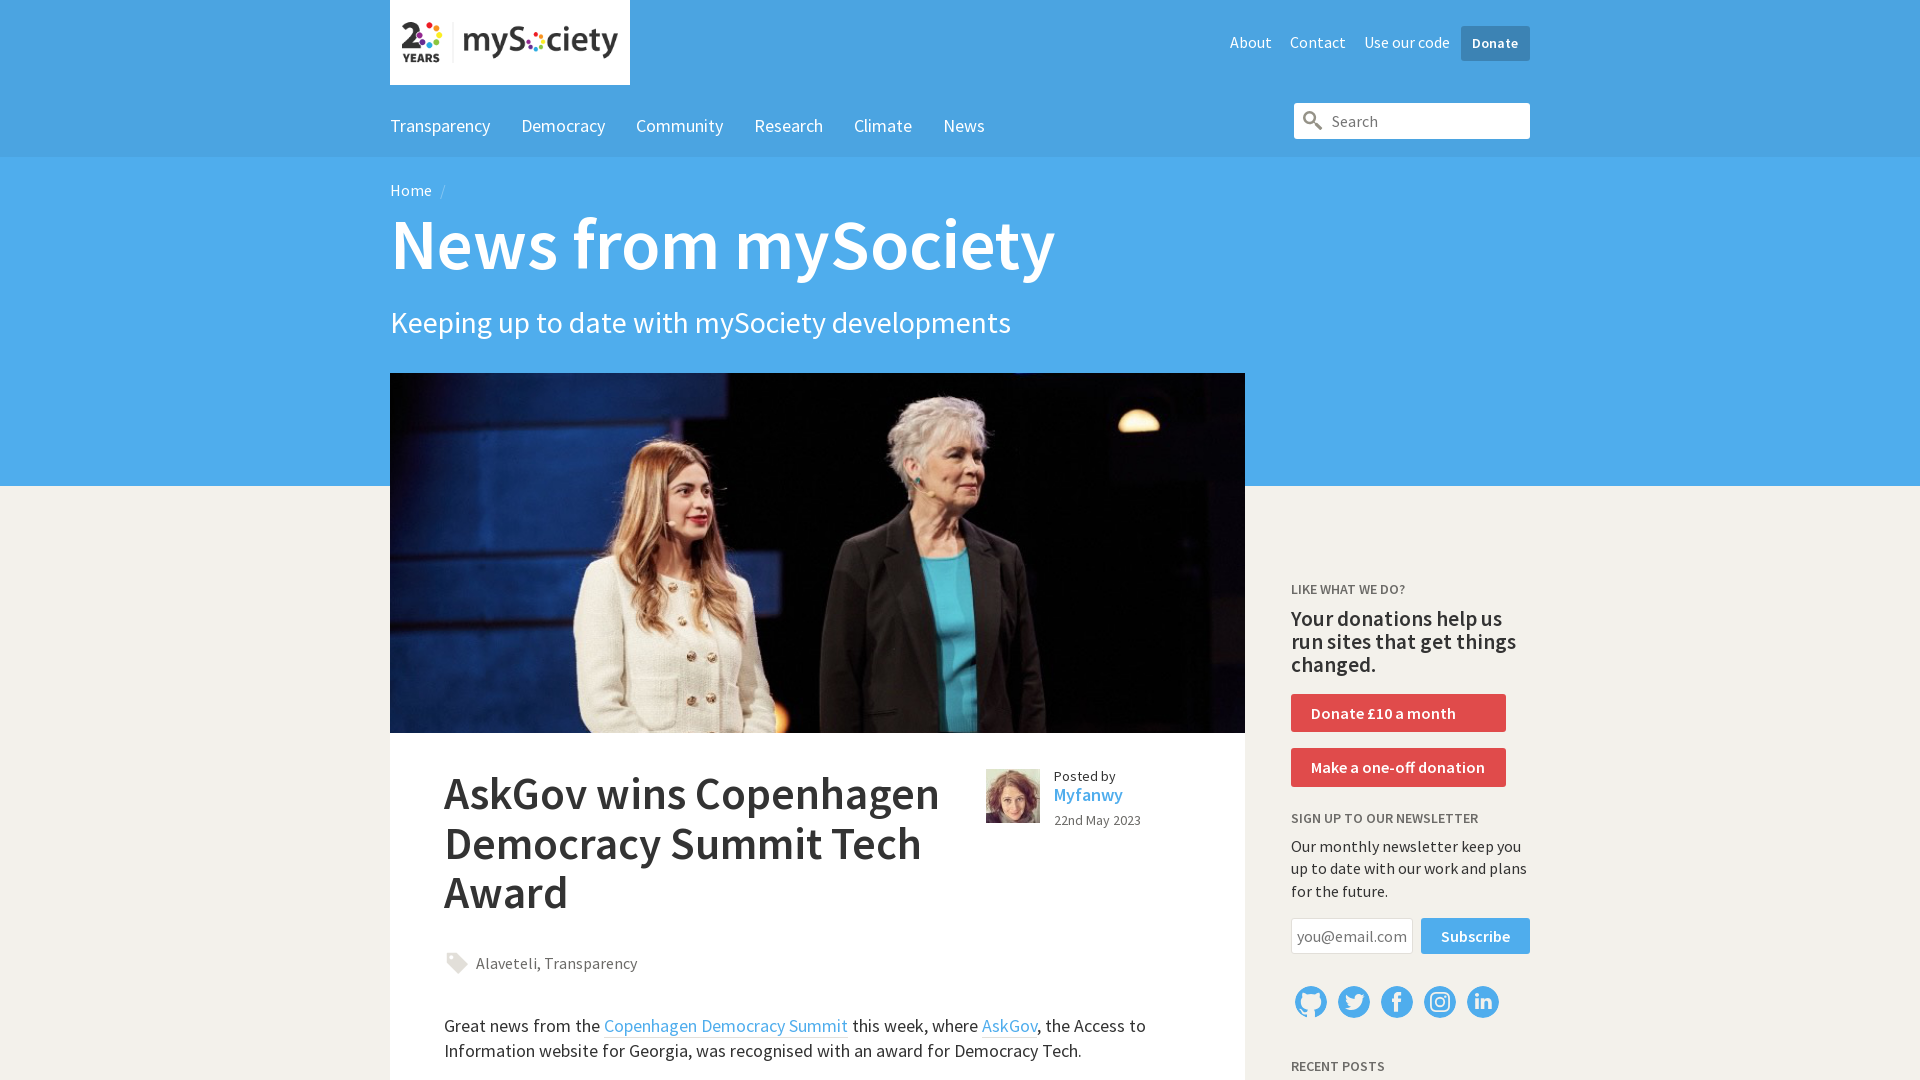 20 YEARS
mySociety
About
Contact
Use our code
Donate
Transparency
Democracy
Community
Research
Climate
News
Search
Home /
News from mySociety
Keeping up to date with mySociety developments
AskGov wins Copenhagen
Democracy Summit Tech
Award
Posted by
Myfanwy
22nd May 2023
Alaveteli, Transparency
Great news from the Copenhagen Democracy Summit this week, where AskGov, the Access to
Information website for Georgia, was recognised with an award for Democracy Tech.
LIKE WHAT WE DO?
Your donations help us
run sites that get things
changed.
Donate £10 a month
Make a one-off donation
SIGN UP TO OUR NEWSLETTER
Our monthly newsletter keep you
up to date with our work and plans
for the future.
you@email.com
Subscribe
RECENT POSTS